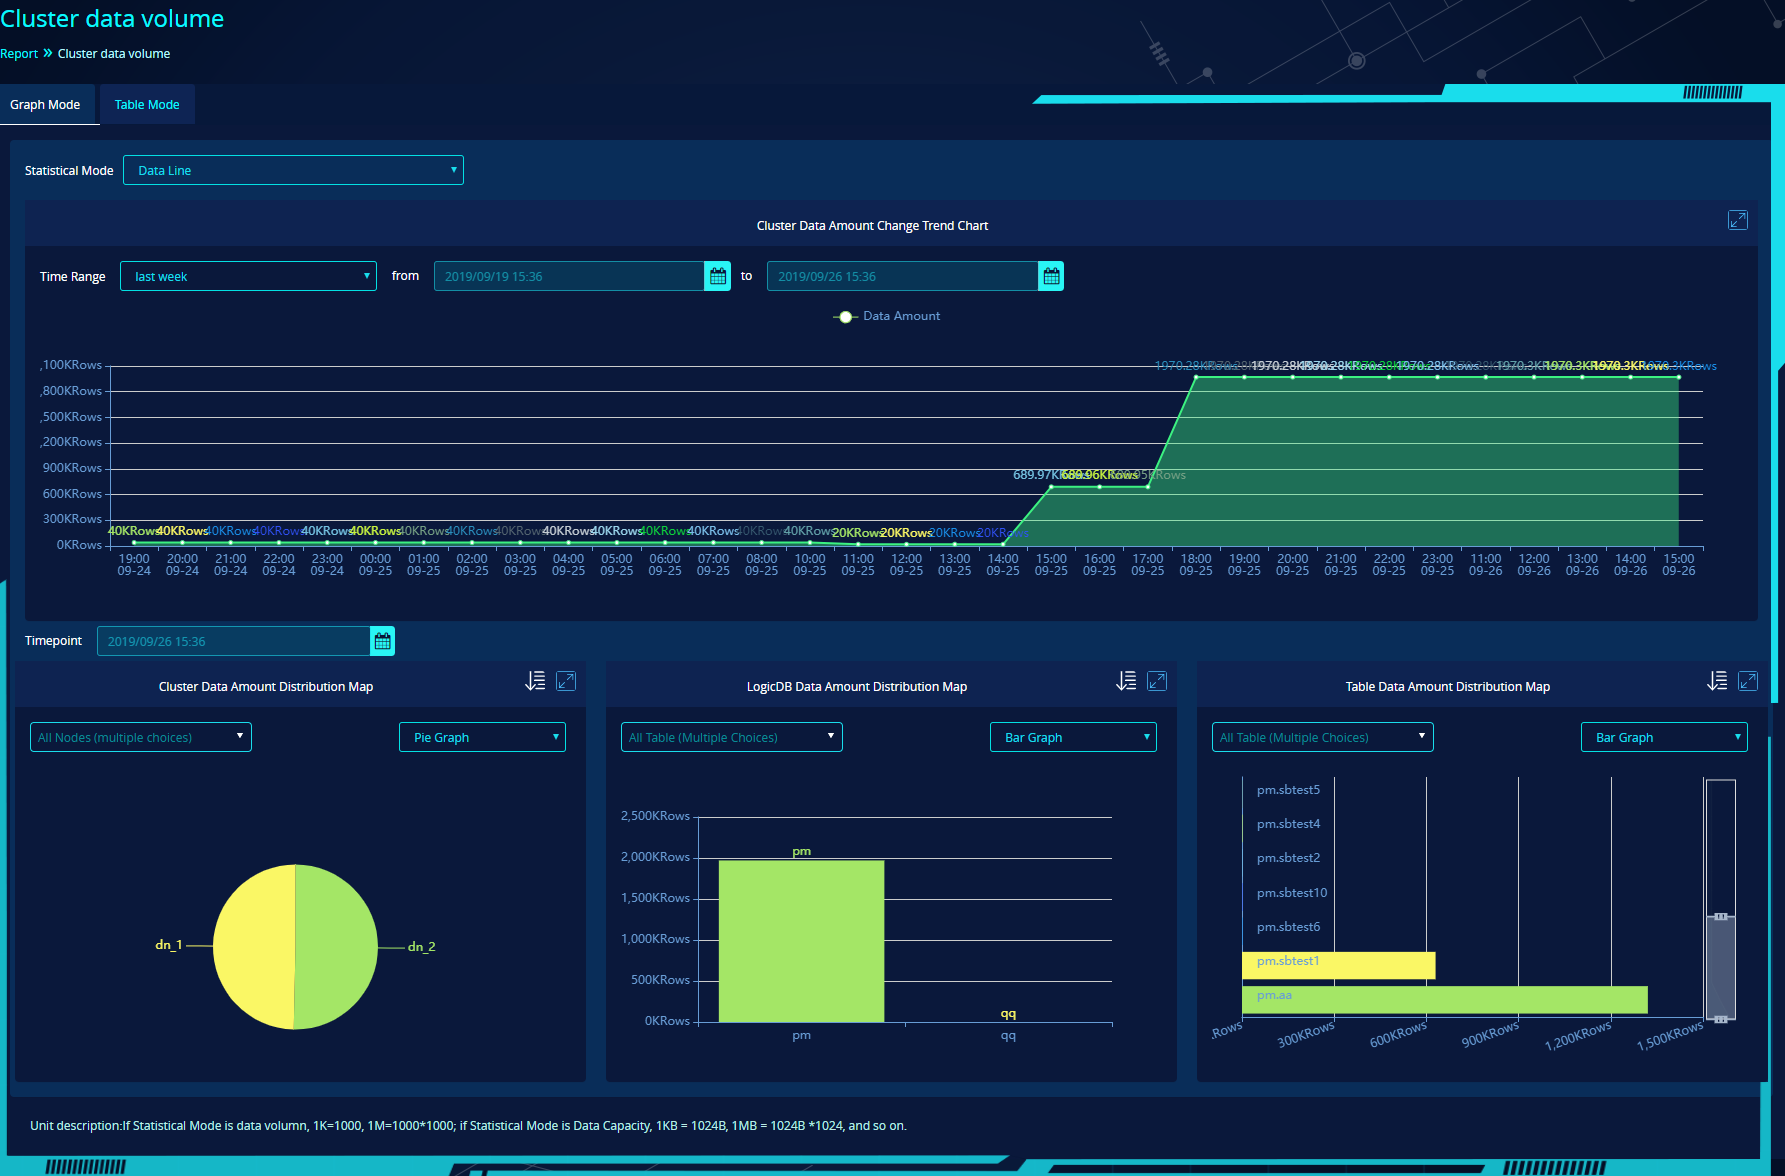 Cluster data volume
Report » Cluster data volume
Graph Mode
Table Mode
Statistical Mode
Data Line
Cluster Data Amount Change Trend Chart
Time Range
last week
from
2019/09/19 15:36
to
2019/09/26 15:36
Data Amount
,100KRows
,800KRows
,500KRows
,200KRows
900KRows
600KRows
300KRows
0KRows
40KRows 40KRows 40KRows 40KRows 40KRows 40KRows 40KRows 40KRows 40KRows 40KRows 40KRows 40KRows 40KRows 40KRows 40KRows 20KRows 20KRows 20KRows 20KRows
689.97KRows 689.96KRows 689.95KRows
1970.28KRows 1970.28KRows 1970.28KRows 1970.28KRows 1970.28KRows 1970.28KRows 1970.28KRows 1970.3KRows 1970.3KRows 1970.3KRows 1970.3KRows
19:00 20:00 21:00 22:00 23:00 00:00 01:00 02:00 03:00 04:00 05:00 06:00 07:00 08:00 10:00 11:00 12:00 13:00 14:00 15:00 16:00 17:00 18:00 19:00 20:00 21:00 22:00 23:00 11:00 12:00 13:00 14:00 15:00
09-24 09-24 09-24 09-24 09-24 09-25 09-25 09-25 09-25 09-25 09-25 09-25 09-25 09-25 09-25 09-25 09-25 09-25 09-25 09-25 09-25 09-25 09-25 09-25 09-25 09-25 09-25 09-25 09-26 09-26 09-26 09-26 09-26
Timepoint
2019/09/26 15:36
Cluster Data Amount Distribution Map
All Nodes (multiple choices)
Pie Graph
dn_1
dn_2
LogicDB Data Amount Distribution Map
All Table (Multiple Choices)
Bar Graph
2,500KRows
2,000KRows
1,500KRows
1,000KRows
500KRows
0KRows
pm
qq
pm
qq
Table Data Amount Distribution Map
All Table (Multiple Choices)
Bar Graph
pm.sbtest5
pm.sbtest4
pm.sbtest2
pm.sbtest10
pm.sbtest6
pm.sbtest1
pm.aa
.Rows
300KRows
600KRows
900KRows
1,200KRows
1,500KRows
Unit description:If Statistical Mode is data volumn, 1K=1000, 1M=1000*1000; if Statistical Mode is Data Capacity, 1KB = 1024B, 1MB = 1024B *1024, and so on.